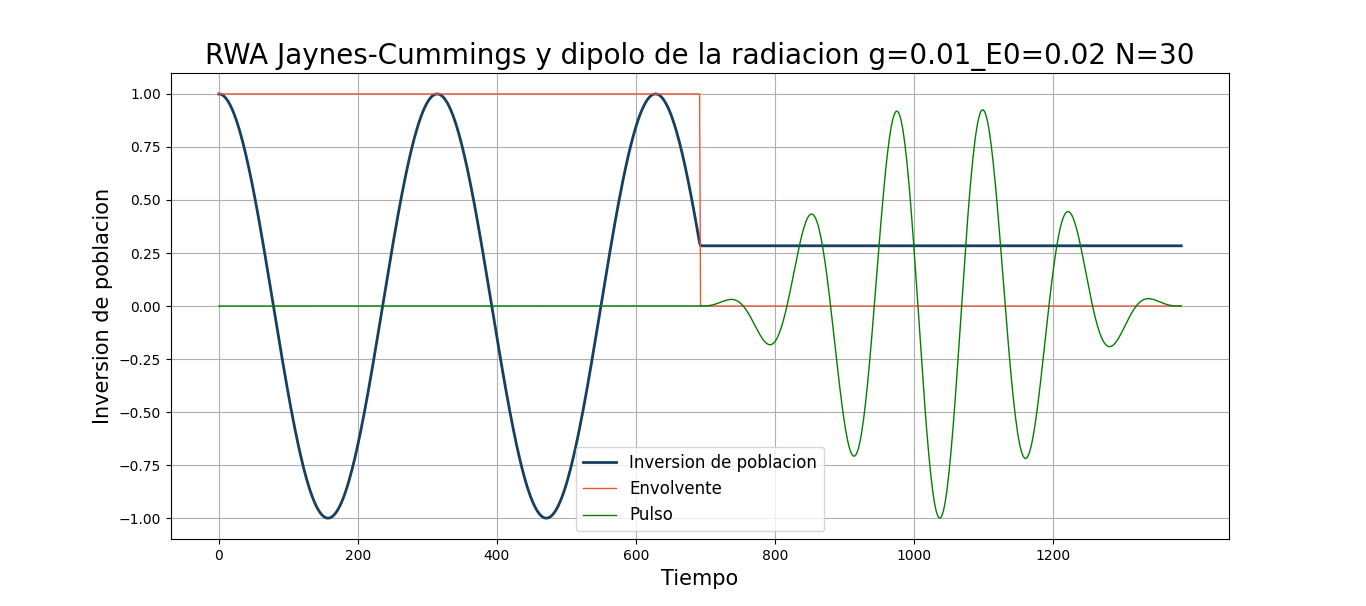 RWA Jaynes-Cummings y dipolo de la radiacion g=0.01_E0=0.02 N=30
Inversion de poblacion
1.00
0.75
0.50
0.25
0.00
−0.25
−0.50
−0.75
−1.00
Inversion de poblacion
Envolvente
Pulso
0 200 400 600 800 1000 1200
Tiempo